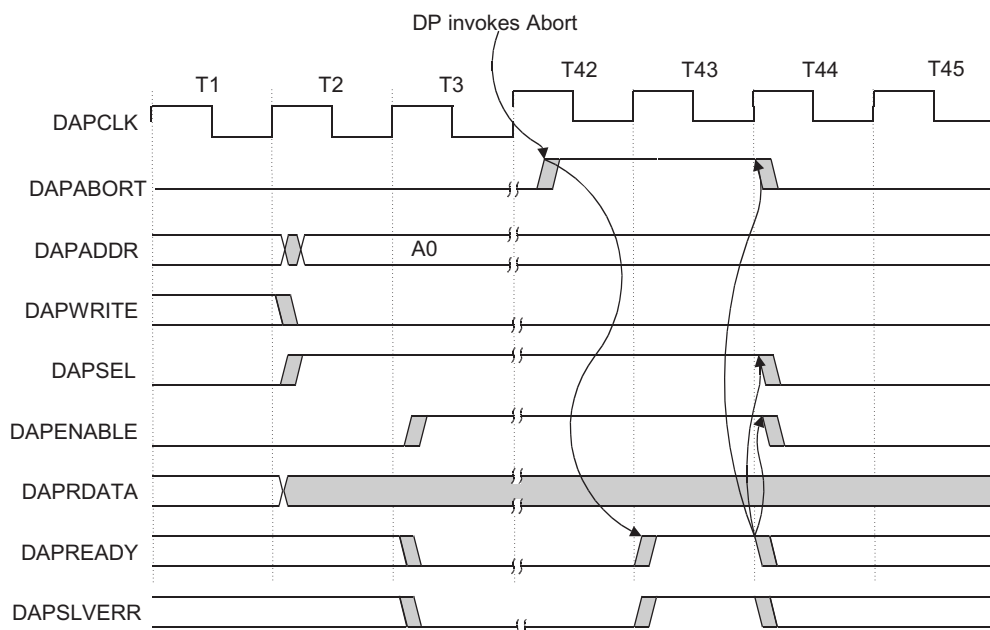 DP invokes Abort
T1 T2 T3 T42 T43 T44 T45
DAPCLK
DAPABORT
DAPADDR A0
DAPWRITE
DAPSEL
DAPENABLE
DAPRDATA
DAPREADY
DAPSLVERR